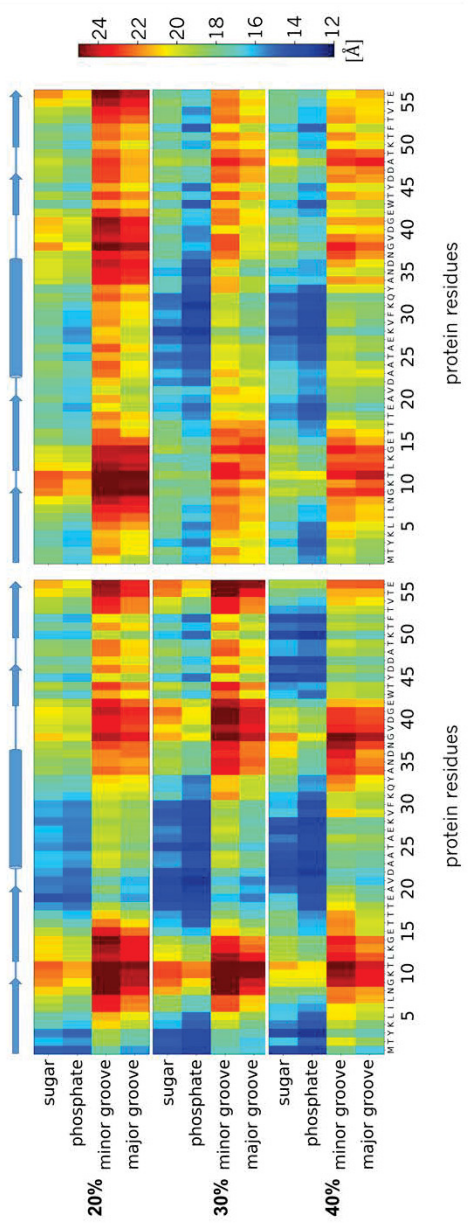 24 22 20 18 16 14 12
[Å]
20%
sugar
phosphate
minor groove
major groove
30%
sugar
phosphate
minor groove
major groove
40%
sugar
phosphate
minor groove
major groove
M T Y K L I L N G K T L K G E T T T E A V D A A T A E K V F K Q Y A N D N G V D G E W T Y D D A T K T F T V T E
5 10 15 20 25 30 35 40 45 50 55
protein residues
M T Y K L I L N G K T L K G E T T T E A V D A A T A E K V F K Q Y A N D N G V D G E W T Y D D A T K T F T V T E
5 10 15 20 25 30 35 40 45 50 55
protein residues